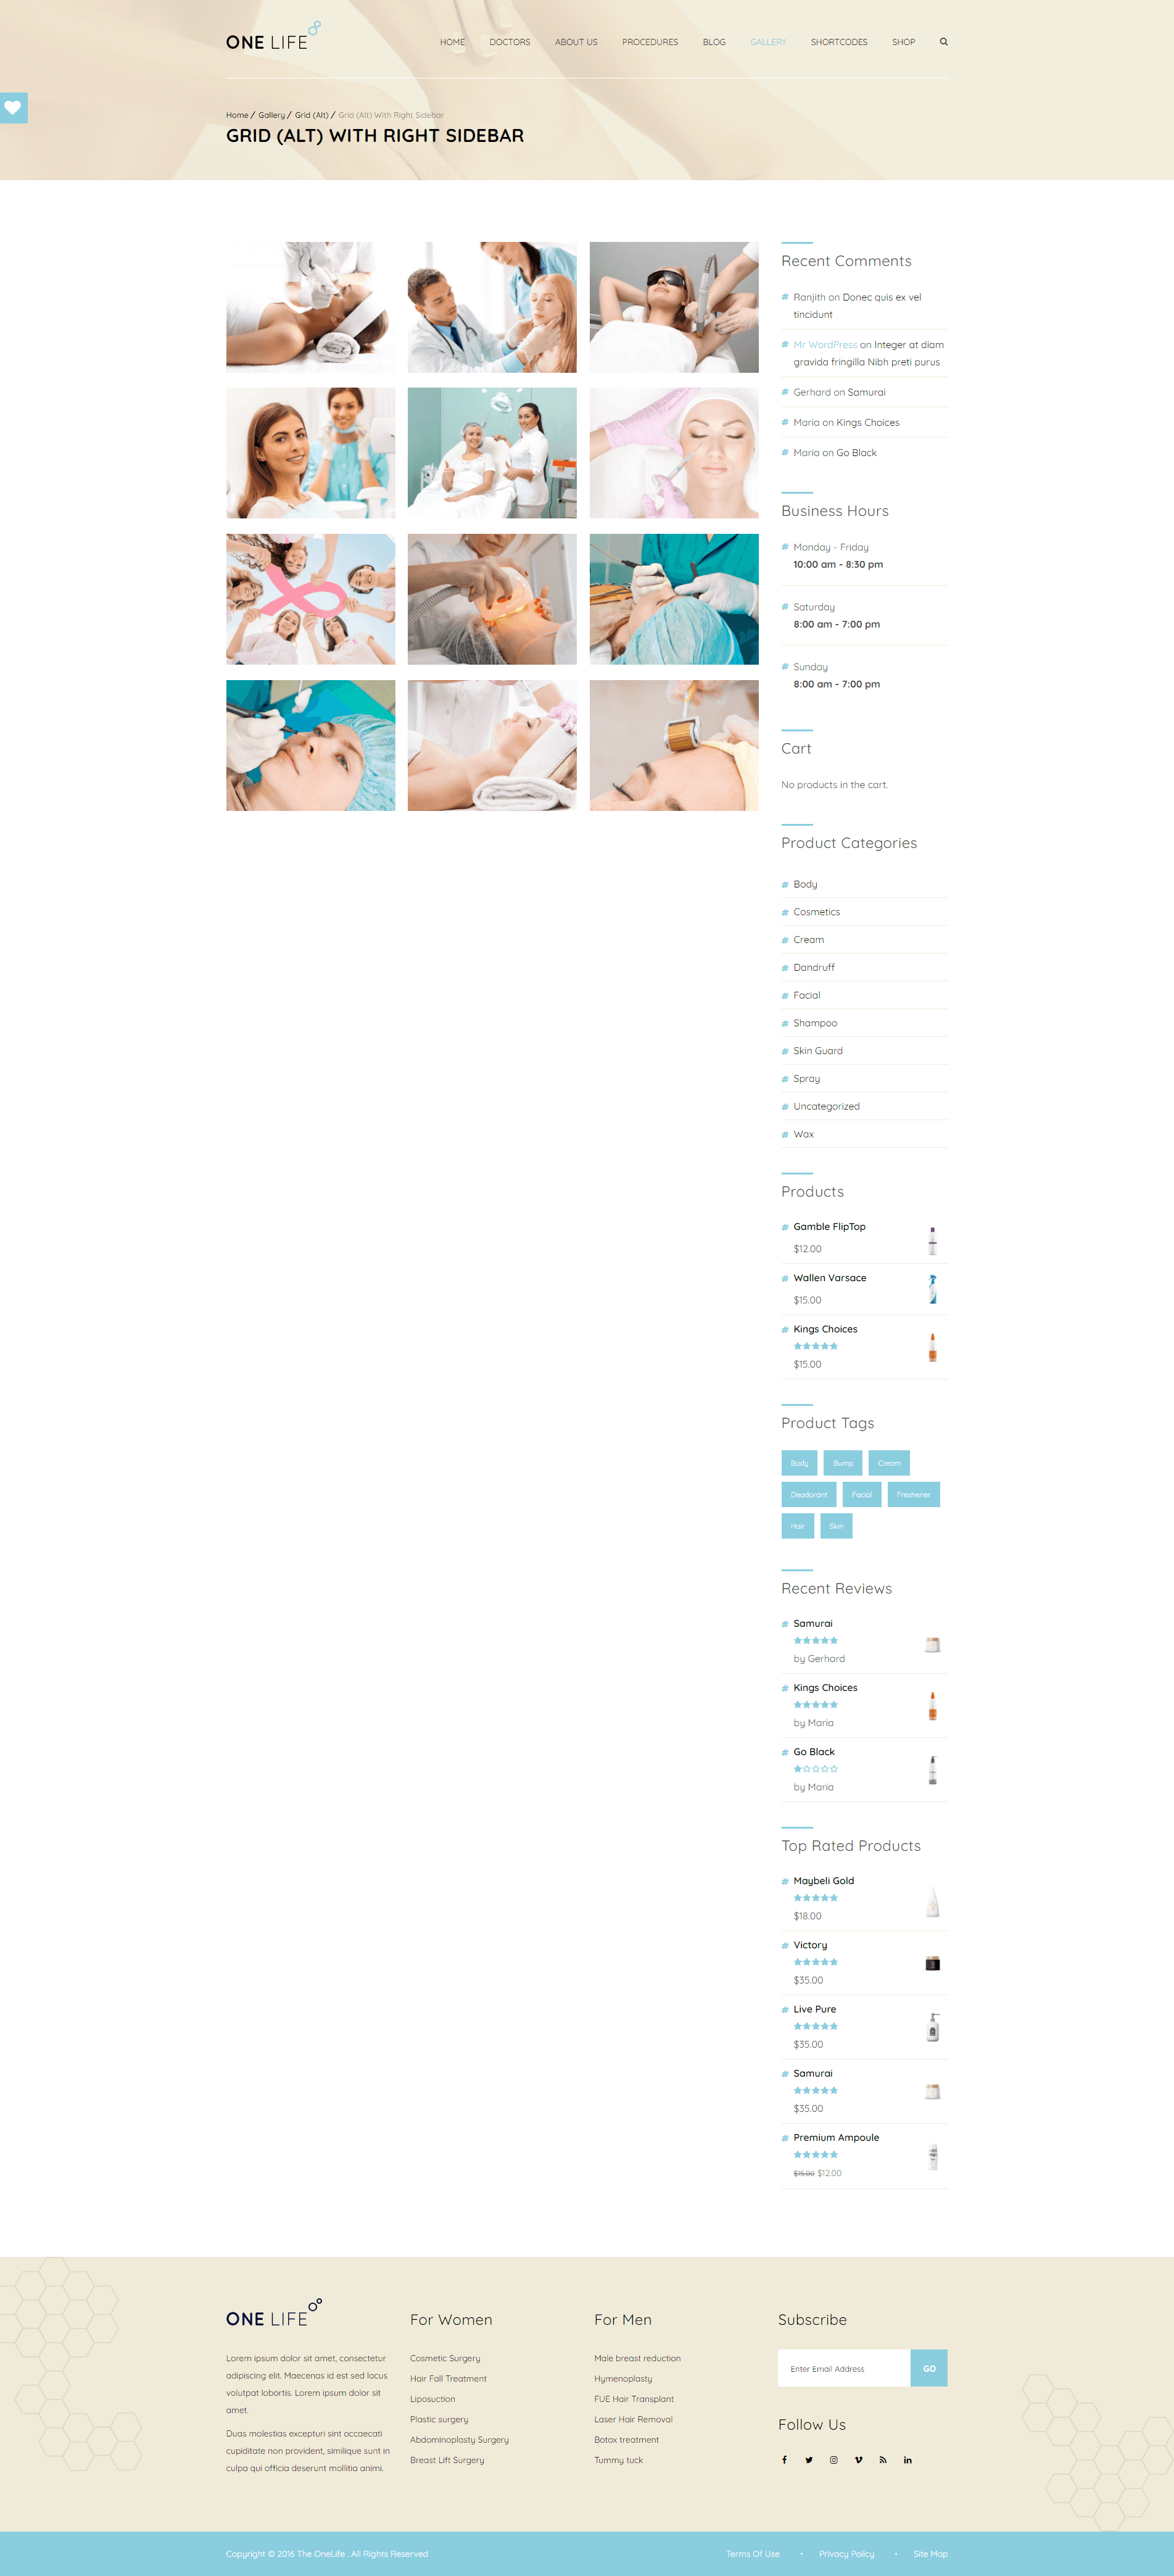 ONE LIFE
HOME DOCTORS ABOUT US PROCEDURES BLOG GALLERY SHORTCODES SHOP
Home / Gallery / Grid (Alt) / Grid (Alt) With Right Sidebar
GRID (ALT) WITH RIGHT SIDEBAR
Recent Comments
# Ranjith on Donec quis ex vel
tincidunt
# Mr WordPress on Integer at diam
gravida fringilla Nibh preti purus
# Gerhard on Samurai
# Maria on Kings Choices
# Maria on Go Black
Business Hours
# Monday - Friday
10:00 am - 8:30 pm
# Saturday
8:00 am - 7:00 pm
# Sunday
8:00 am - 7:00 pm
Cart
No products in the cart.
Product Categories
# Body
# Cosmetics
# Cream
# Dandruff
# Facial
# Shampoo
# Skin Guard
# Spray
# Uncategorized
# Wax
Products
# Gamble FlipTop
$12.00
# Wallen Varsace
$15.00
# Kings Choices
$15.00
Product Tags
Body Bump Cream
Deodorant Facial Freshener
Hair Skin
Recent Reviews
# Samurai
by Gerhard
# Kings Choices
by Maria
# Go Black
by Maria
Top Rated Products
# Maybeli Gold
$18.00
# Victory
$35.00
# Live Pure
$35.00
# Samurai
$35.00
# Premium Ampoule
$15.00 $12.00
ONE LIFE
Lorem ipsum dolor sit amet, consectetur
adipiscing elit. Maecenas id est sed lacus
volutpat lobortis. Lorem ipsum dolor sit
amet.
Duas molestias excepturi sint occaecati
cupiditate non provident, similique sunt in
culpa qui officia deserunt mollitia animi.
For Women
Cosmetic Surgery
Hair Fall Treatment
Liposuction
Plastic surgery
Abdominoplasty Surgery
Breast Lift Surgery
For Men
Male breast reduction
Hymenoplasty
FUE Hair Transplant
Laser Hair Removal
Botox treatment
Tummy tuck
Subscribe
Enter Email Address GO
Follow Us
Copyright © 2016 The OneLife . All Rights Reserved
Terms Of Use • Privacy Policy • Site Map